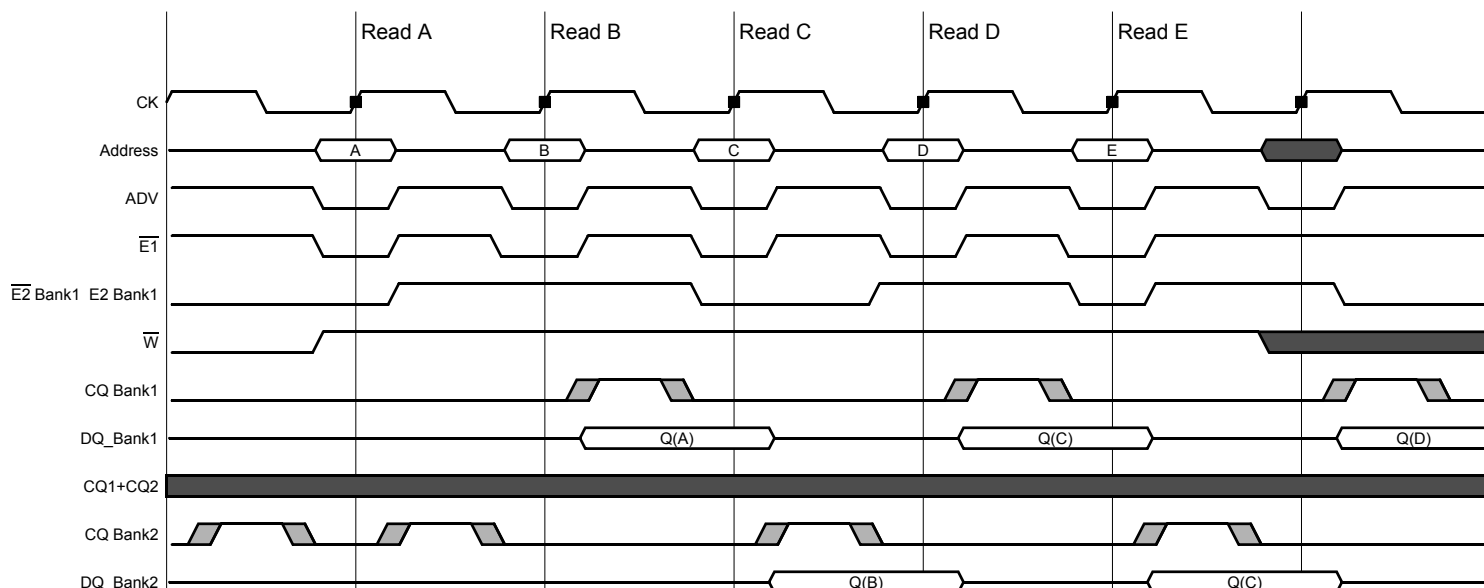 Read A Read B Read C Read D Read E
CK
Address A B C D E
ADV
E1
E2 Bank1 E2 Bank1
W
CQ Bank1
DQ_Bank1 Q(A) Q(C) Q(D)
CQ1+CQ2
CQ Bank2
DQ_Bank2 Q(B) Q(C)